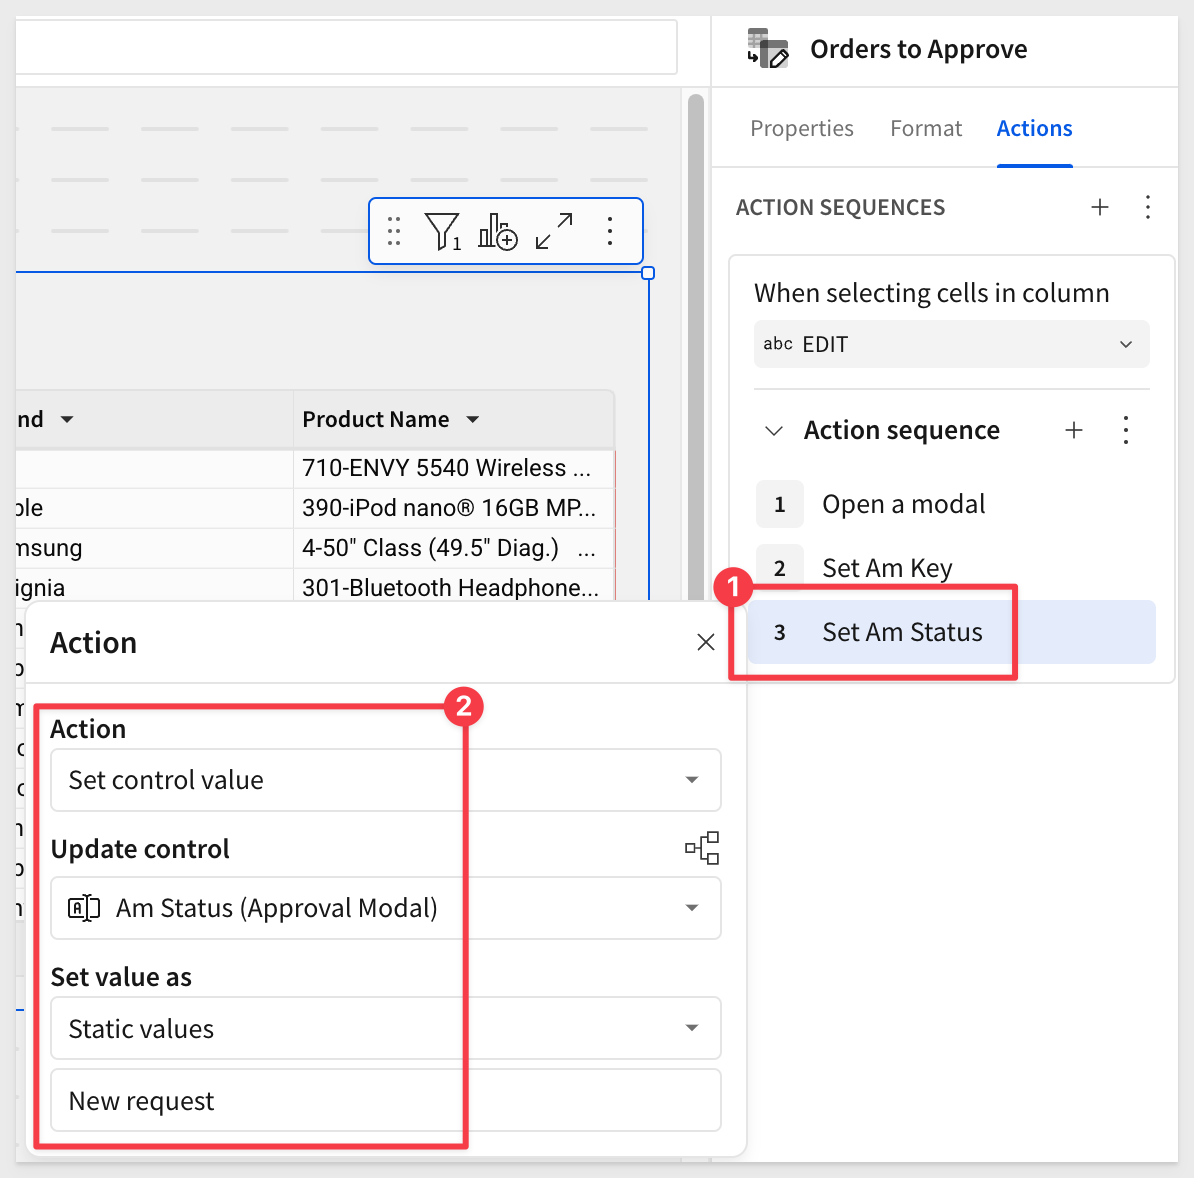 Orders to Approve
Properties Format Actions
ACTION SEQUENCES
1
When selecting cells in column
abc EDIT
Action sequence
1 Open a modal
2 Set Am Key
3 Set Am Status
1
nd Product Name
710-ENVY 5540 Wireless ...
ple 390-iPod nano® 16GB MP...
msung 4-50" Class (49.5" Diag.) ...
ignia 301-Bluetooth Headphone...
Action
2
Action
Set control value
Update control
Am Status (Approval Modal)
Set value as
Static values
New request